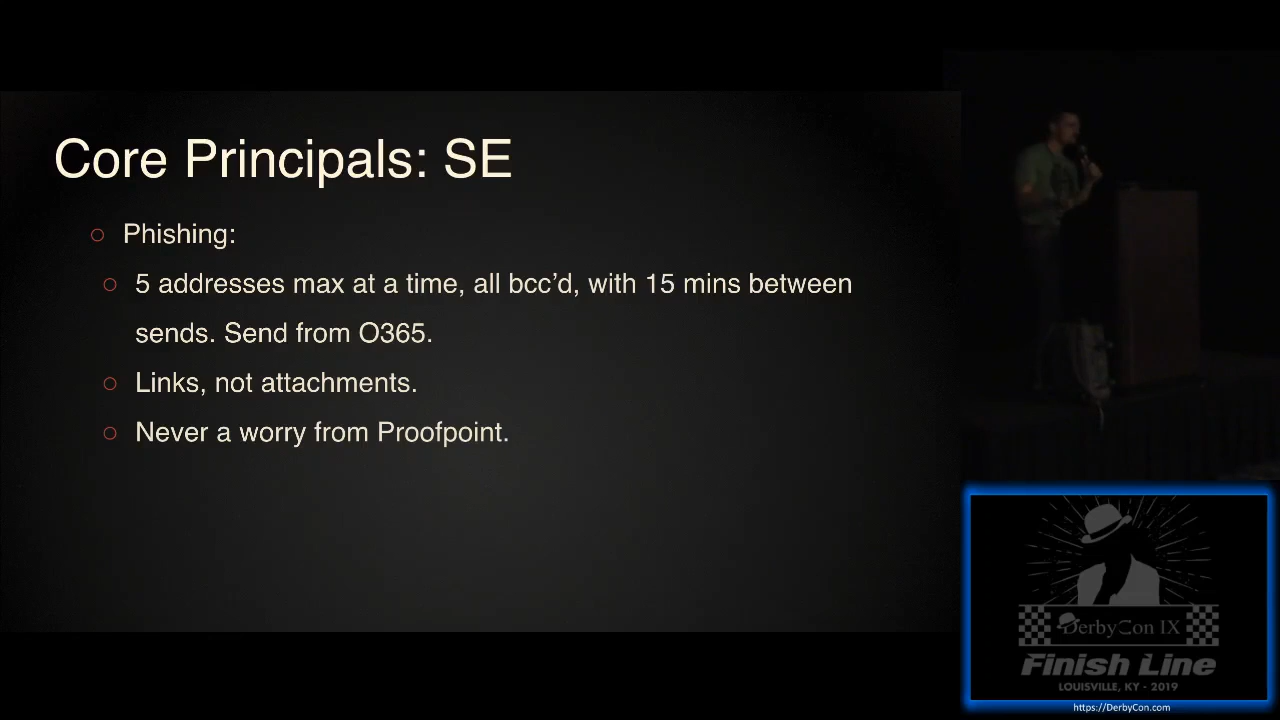 Core Principals: SE
Phishing:
5 addresses max at a time, all bcc’d, with 15 mins between
sends. Send from O365.
Links, not attachments.
Never a worry from Proofpoint.
DerbyCon IX
Finish Line
LOUISVILLE, KY - 2019
https://DerbyCon.com